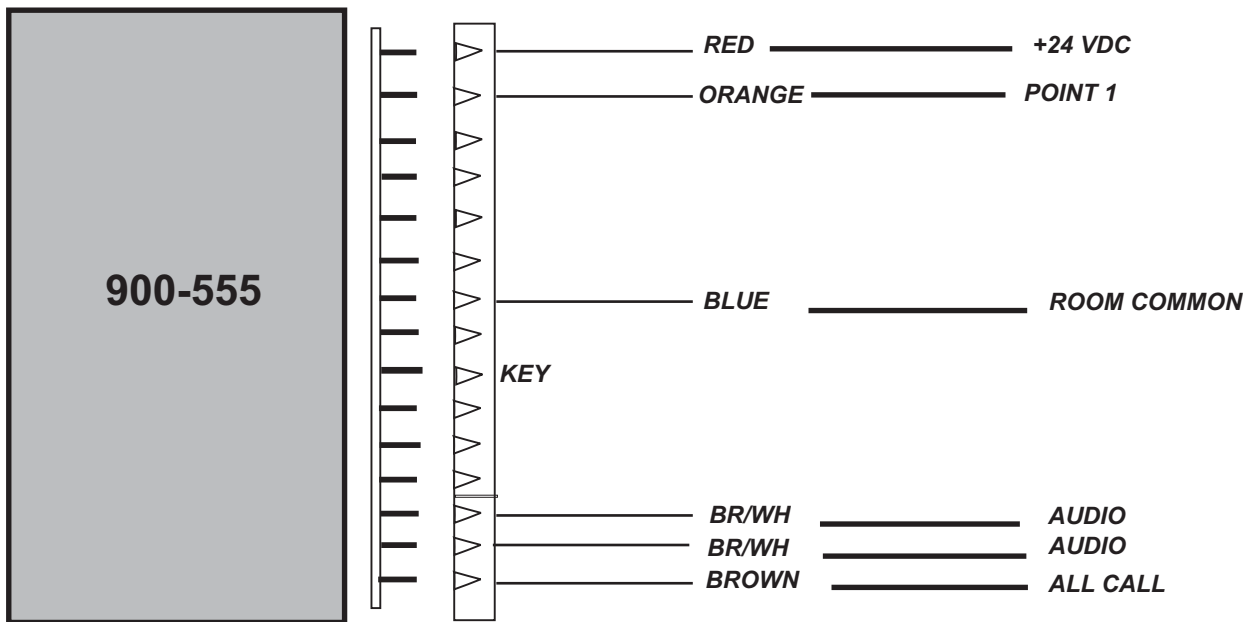 RED +24 VDC
ORANGE POINT 1
900-555
BLUE ROOM COMMON
KEY
BR/WH AUDIO
BR/WH AUDIO
BROWN ALL CALL